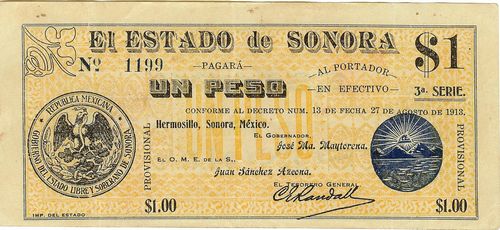 El ESTADO de SONORA
$1
No 1199
PAGARÁ
AL PORTADOR
UN PESO
EN EFECTIVO
3a. SERIE.
CONFORME AL DECRETO NUM. 13 DE FECHA 27 DE AGOSTO DE 1913.
Hermosillo, Sonora, México.
REPUBLICA MEXICANA
GOBIERNO DEL ESTADO LIBRE Y SOBERANO DE SONORA
PROVISIONAL
UN PESO
EL GOBERNADOR,
José Ma. Maytorena.
EL O. M. E. DE LA S.,
Juan Sánchez Azcona.
EL TESORERO GENERAL
CERandall
PROVISIONAL
$1.00
$1.00
IMP. DEL ESTADO